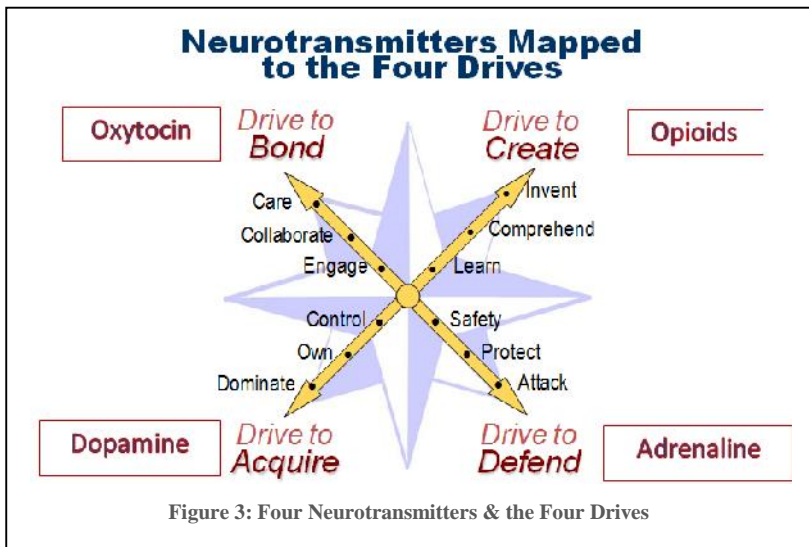 Neurotransmitters Mapped
to the Four Drives
Oxytocin
Drive to
Bond
Drive to
Create
Opioids
Care
Collaborate
Engage
Invent
Comprehend
Learn
Control
Own
Dominate
Safety
Protect
Attack
Dopamine
Drive to
Acquire
Drive to
Defend
Adrenaline
Figure 3: Four Neurotransmitters & the Four Drives